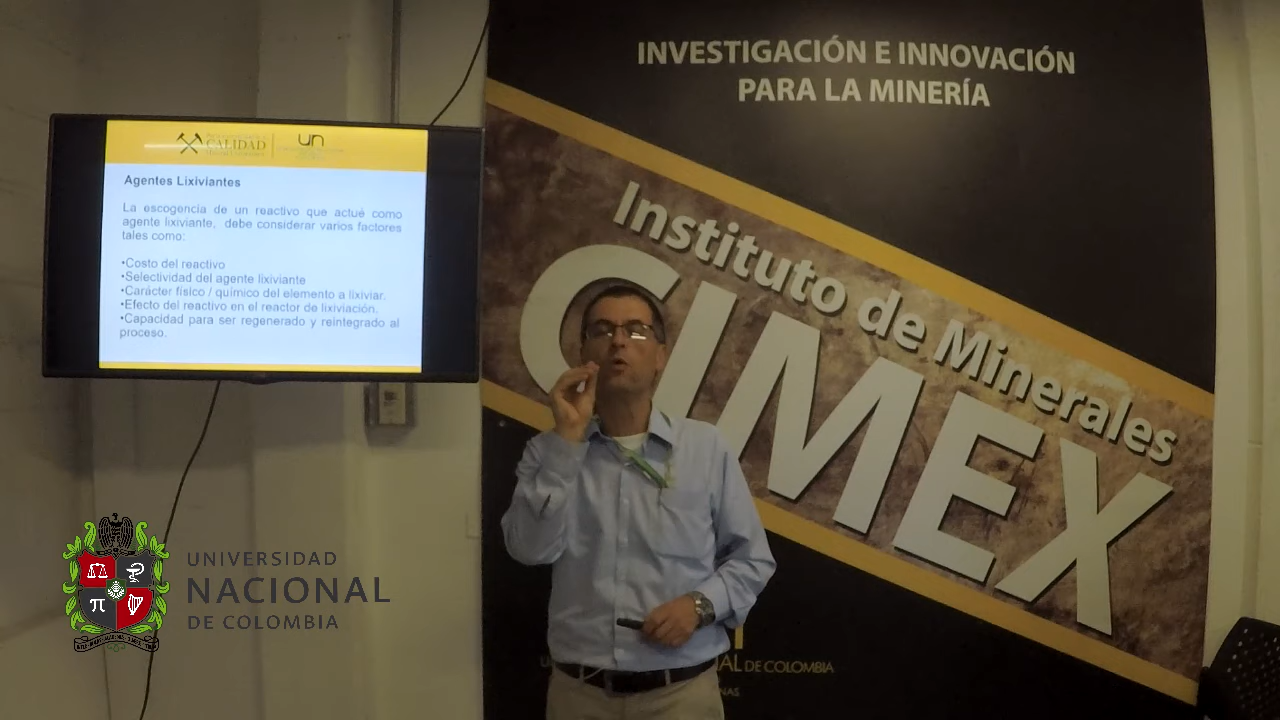 INVESTIGACIÓN E INNOVACIÓN
PARA LA MINERÍA
CALIDAD
un
Agentes Lixiviantes
La escogencia de un reactivo que actué como
agente lixiviante, debe considerar varios factores
tales como:
•Costo del reactivo
•Selectividad del agente lixiviante
•Carácter físico / químico del elemento a lixiviar.
•Efecto del reactivo en el reactor de lixiviación.
•Capacidad para ser regenerado y reintegrado al
proceso.
Instituto de Minerales
CIMEX
UNIVERSIDAD
NACIONAL
DE COLOMBIA
DE COLOMBIA